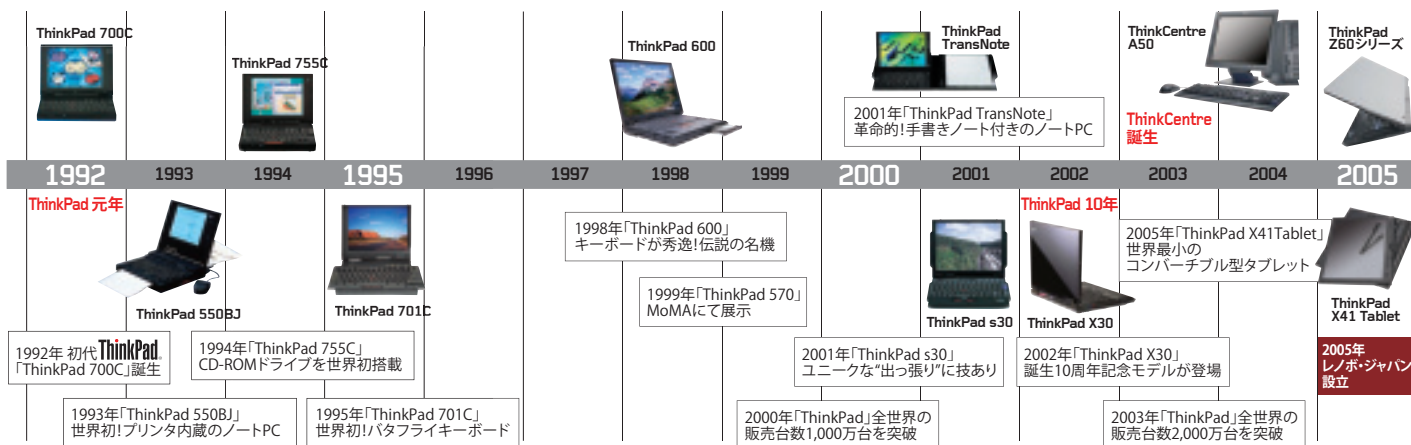 ThinkPad 700C
ThinkPad 755C
ThinkPad 600
ThinkPad
TransNote
2001年「ThinkPad TransNote」
革命的！手書きノート付きのノートPC
ThinkCentre
A50
ThinkCentre
誕生
ThinkPad
Z60シリーズ
1992
1993
1994
1995
1996
1997
1998
1999
2000
2001
2002
2003
2004
2005
ThinkPad 元年
ThinkPad 550BJ
ThinkPad 701C
1998年「ThinkPad 600」
キーボードが秀逸！伝説の名機
1999年「ThinkPad 570」
MoMAにて展示
ThinkPad s30
ThinkPad 10年
ThinkPad X30
2005年「ThinkPad X41Tablet」
世界最小の
コンバーチブル型タブレット
ThinkPad
X41 Tablet
1992年 初代ThinkPad.
「ThinkPad 700C」誕生
1994年「ThinkPad 755C」
CD-ROMドライブを世界初搭載
2001年「ThinkPad s30」
ユニークな“出っ張り”に技あり
2002年「ThinkPad X30」
誕生10周年記念モデルが登場
2005年
レノボ・ジャパン
設立
1993年「ThinkPad 550BJ」
世界初！プリンタ内蔵のノートPC
1995年「ThinkPad 701C」
世界初！バタフライキーボード
2000年「ThinkPad」全世界の
販売台数1,000万台を突破
2003年「ThinkPad」全世界の
販売台数2,000万台を突破